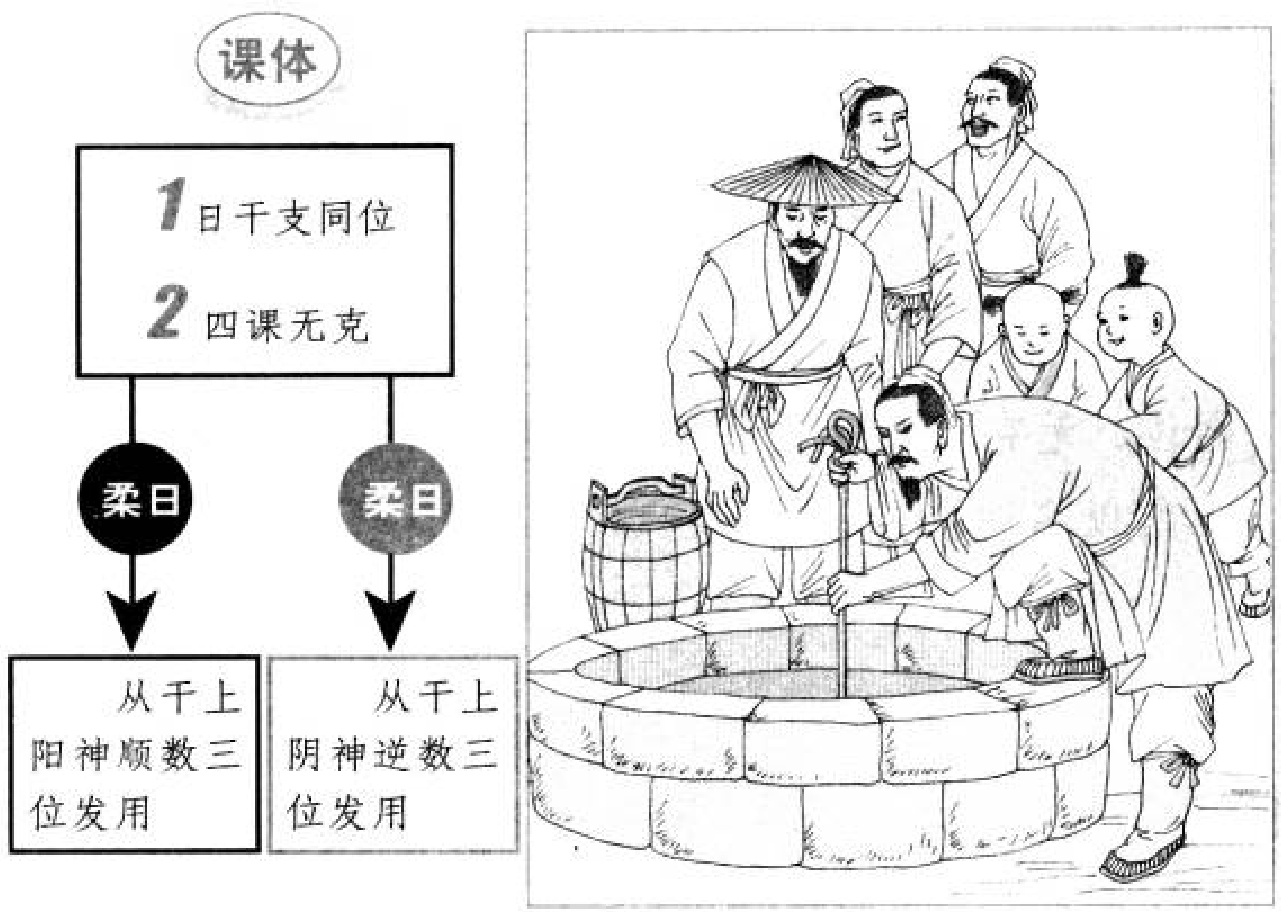 课体
1 日干支同位
2 四课无克
柔日
柔日
从干上
阳神顺数三
位发用
从干上
阴神逆数三
位发用